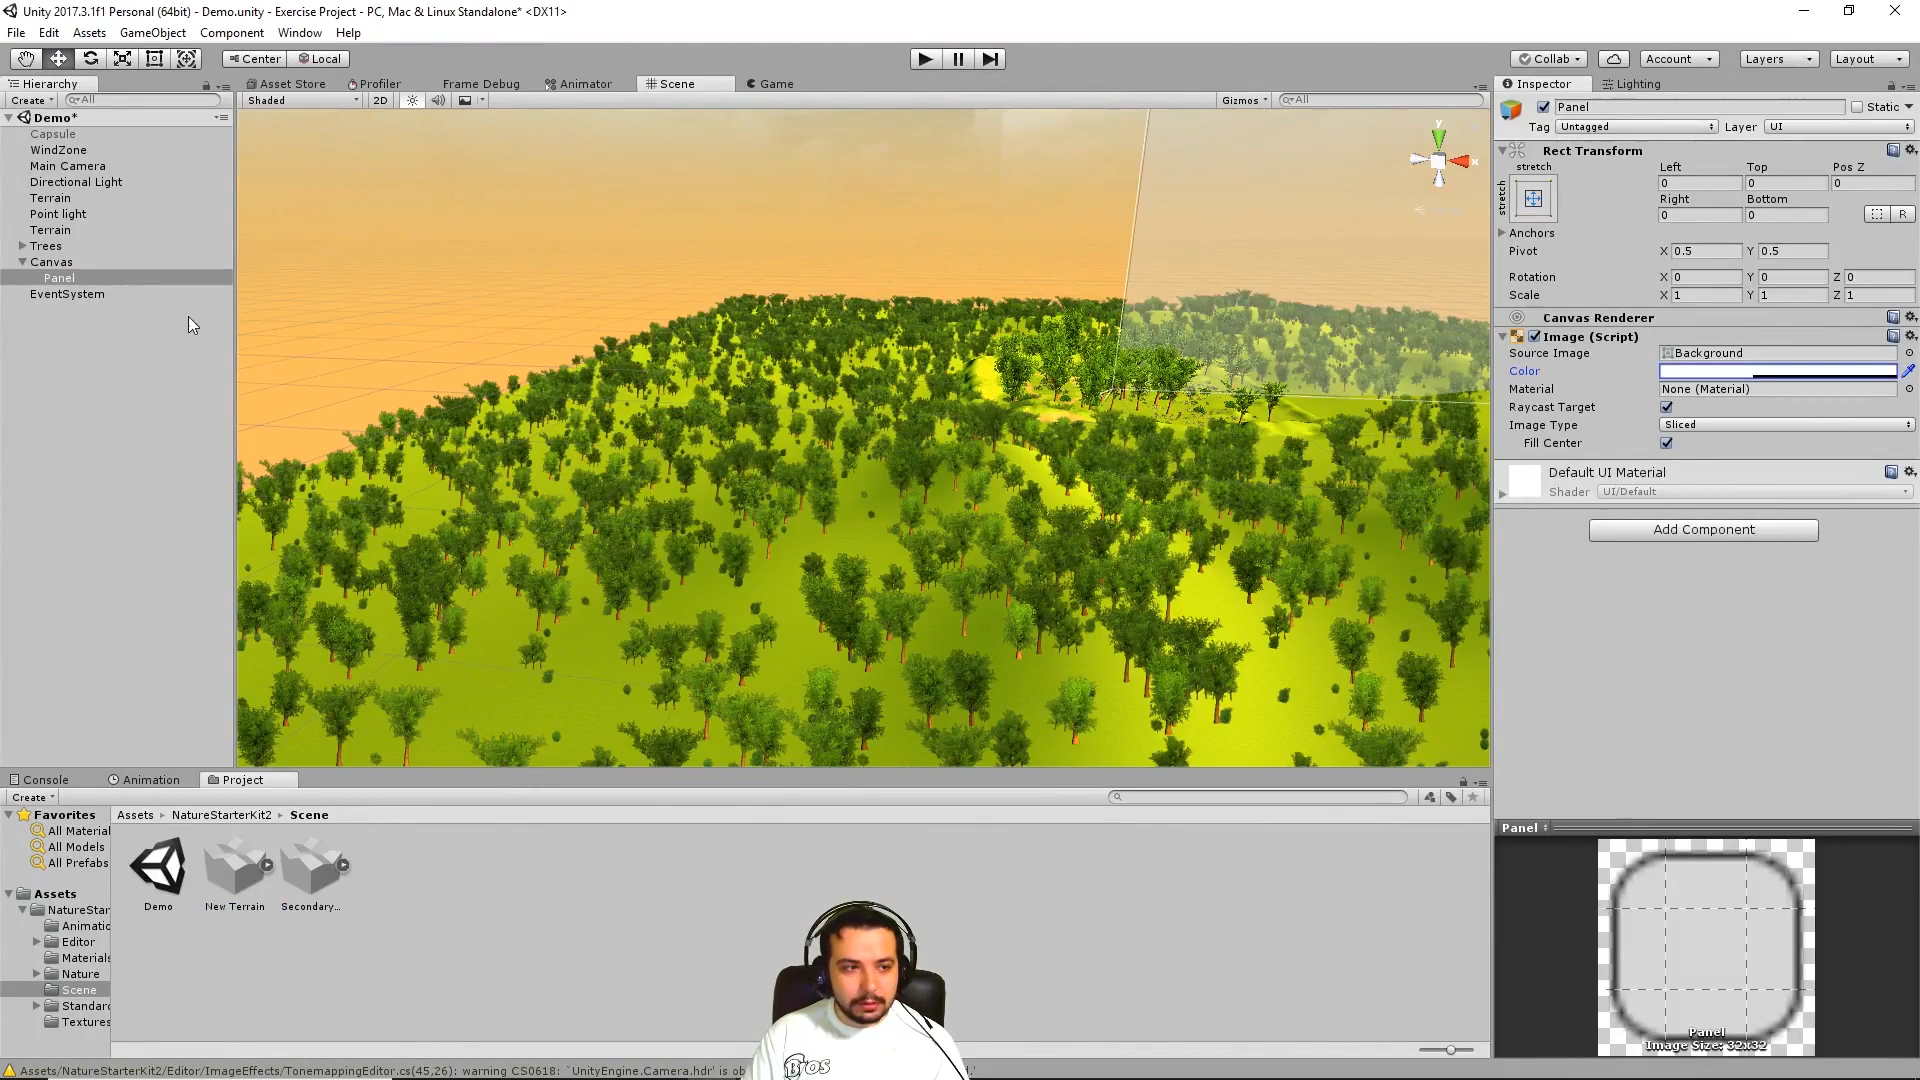 Unity 2017.3.1f1 Personal (64bit) - Demo.unity - Exercise Project - PC, Mac & Linux Standalone* <DX11>
File Edit Assets GameObject Component Window Help
Center Local Collab Account Layers Layout
Hierarchy Asset Store Profiler Frame Debug Animator Scene Game Inspector Lighting
Create All Shaded 2D Gizmos All
Demo*
Capsule
WindZone
Main Camera
Directional Light
Terrain
Point light
Terrain
Trees
Canvas
Panel
EventSystem
y
x
Panel Static
Tag Untagged Layer UI
Rect Transform
stretch Left Top Pos Z
stretch
0 0 0
Right Bottom
0 0 R
Anchors
Pivot X 0.5 Y 0.5
Rotation X 0 Y 0 Z 0
Scale X 1 Y 1 Z 1
Canvas Renderer
Image (Script)
Source Image Background
Color
Material None (Material)
Raycast Target
Image Type Sliced
Fill Center
Default UI Material
Shader UI/Default
Add Component
Console Animation Project
Create
Favorites
All Material
All Models
All Prefabs
Assets
NatureStar
Animatio
Editor
Materials
Nature
Scene
Standard
Textures
Assets NatureStarterKit2 Scene
Demo New Terrain Secondary...
Panel
Panel
Image Size: 32x32
Assets/NatureStarterKit2/Editor/ImageEffects/TonemappingEditor.cs(45,26): warning CS0618: `UnityEngine.Camera.hdr' is ob